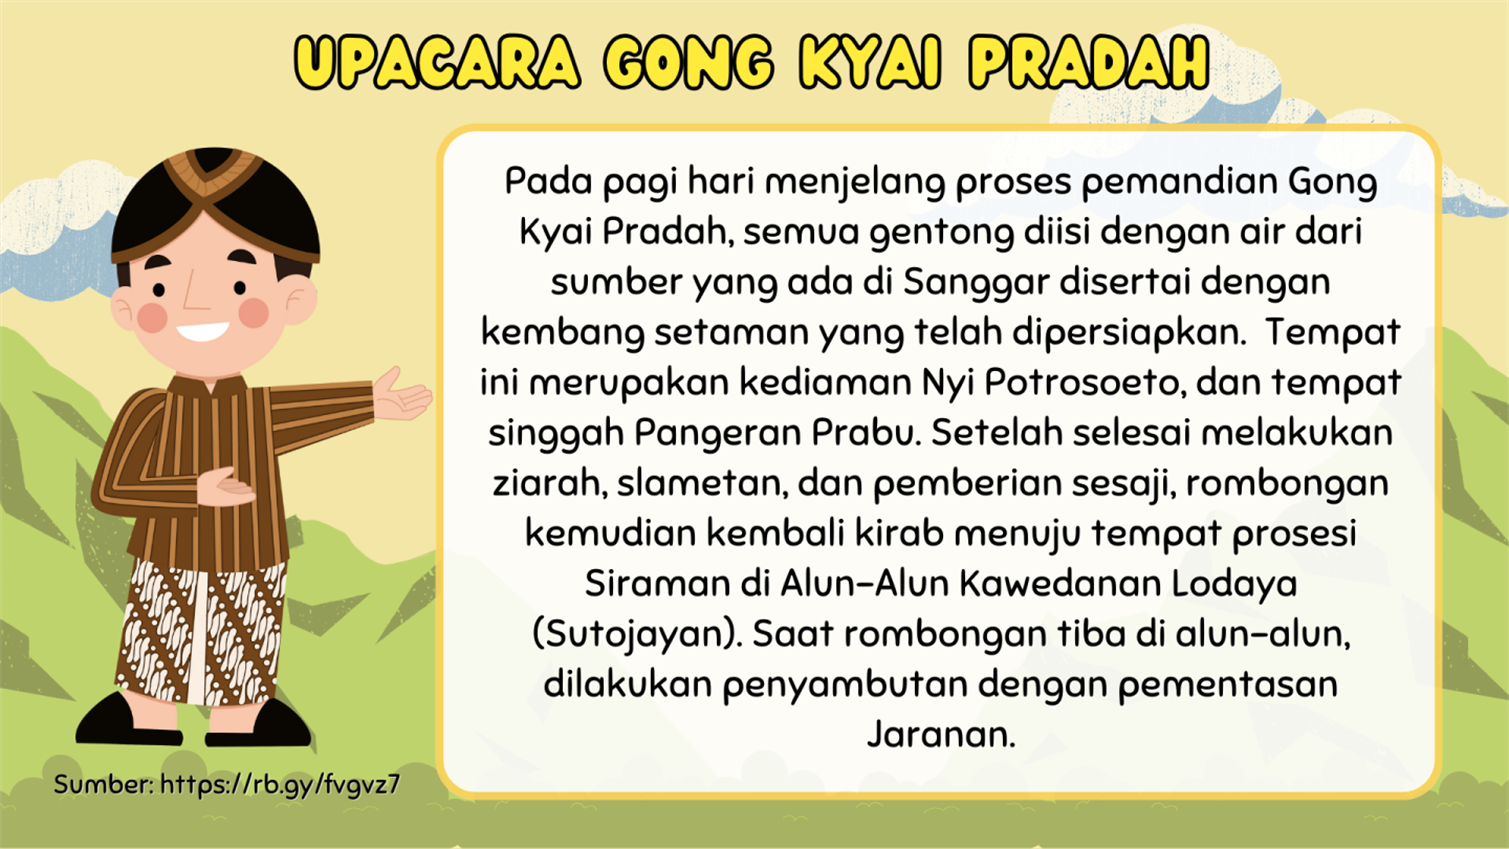 UPACARA GONG KYAI PRADAH
Pada pagi hari menjelang proses pemandian Gong
Kyai Pradah, semua gentong diisi dengan air dari
sumber yang ada di Sanggar disertai dengan
kembang setaman yang telah dipersiapkan.  Tempat
ini merupakan kediaman Nyi Potrosoeto, dan tempat
singgah Pangeran Prabu. Setelah selesai melakukan
ziarah, slametan, dan pemberian sesaji, rombongan
kemudian kembali kirab menuju tempat prosesi
Siraman di Alun-Alun Kawedanan Lodaya
(Sutojayan). Saat rombongan tiba di alun-alun,
dilakukan penyambutan dengan pementasan
Jaranan.
Sumber: https://rb.gy/fvgvz7